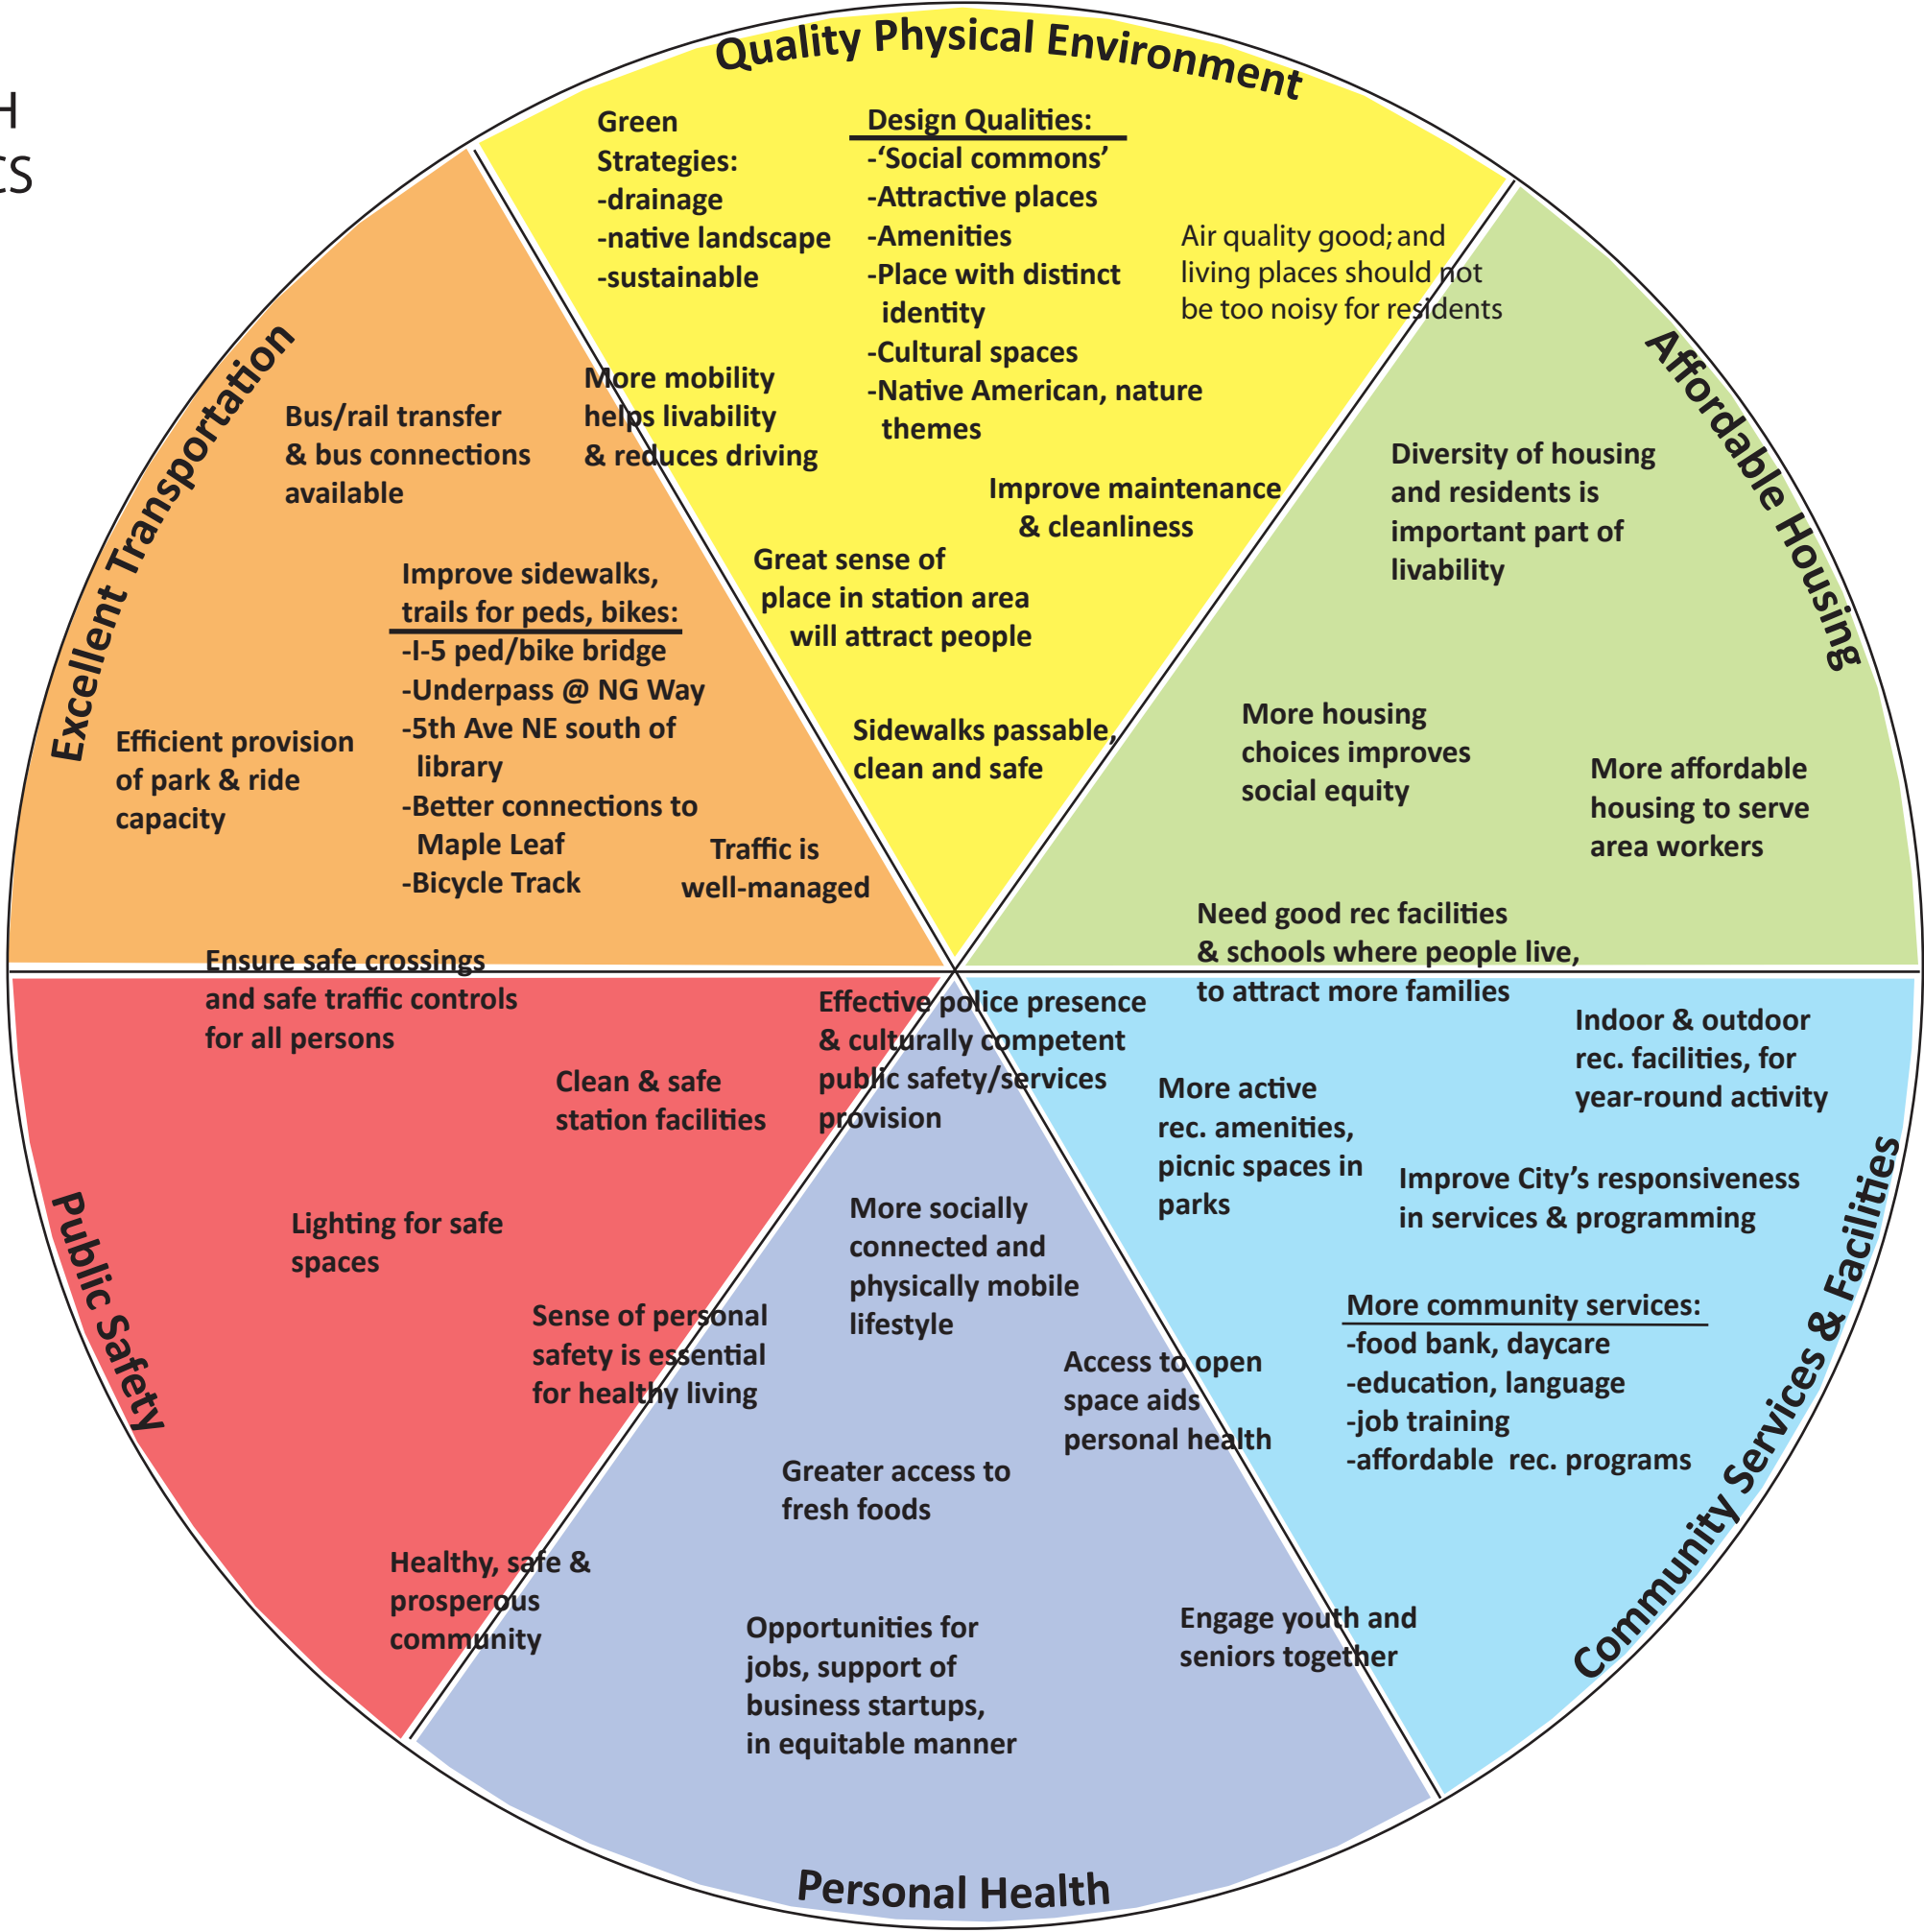 H
CS
Quality Physical Environment
Green
Strategies:
-drainage
-native landscape
-sustainable
Design Qualities:
-‘Social commons’
-Attractive places
-Amenities
-Place with distinct
identity
-Cultural spaces
-Native American, nature
themes
Air quality good; and
living places should not
be too noisy for residents
More mobility
helps livability
& reduces driving
Improve maintenance
& cleanliness
Great sense of
place in station area
will attract people
Sidewalks passable,
clean and safe
Affordable Housing
Diversity of housing
and residents is
important part of
livability
More housing
choices improves
social equity
More affordable
housing to serve
area workers
Need good rec facilities
& schools where people live,
to attract more families
Excellent Transportation
Bus/rail transfer
& bus connections
available
Improve sidewalks,
trails for peds, bikes:
-I-5 ped/bike bridge
-Underpass @ NG Way
-5th Ave NE south of
library
-Better connections to
Maple Leaf
-Bicycle Track
Efficient provision
of park & ride
capacity
Traffic is
well-managed
Ensure safe crossings
and safe traffic controls
for all persons
Public Safety
Clean & safe
station facilities
Effective police presence
& culturally competent
public safety/services
provision
Lighting for safe
spaces
Sense of personal
safety is essential
for healthy living
Healthy, safe &
prosperous
community
Personal Health
More socially
connected and
physically mobile
lifestyle
Access to open
space aids
personal health
Greater access to
fresh foods
Opportunities for
jobs, support of
business startups,
in equitable manner
Engage youth and
seniors together
Community Services & Facilities
Indoor & outdoor
rec. facilities, for
year-round activity
More active
rec. amenities,
picnic spaces in
parks
Improve City’s responsiveness
in services & programming
More community services:
-food bank, daycare
-education, language
-job training
-affordable rec. programs